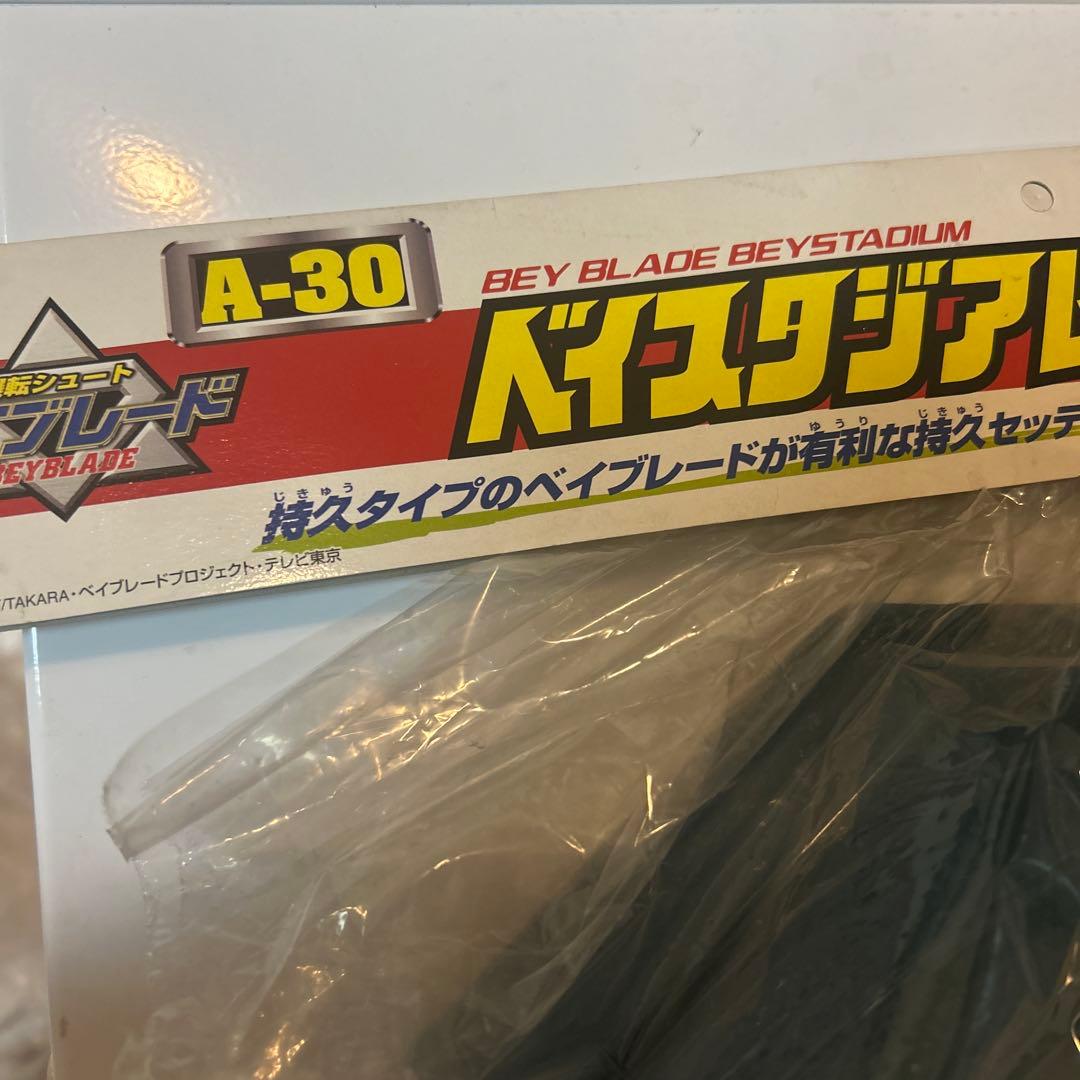 A-30
BEY BLADE BEYSTADIUM
ベイスタジア
転シュート
ブレード
BEYBLADE
じきゅう ゆうり じきゅう
持久タイプのベイブレードが有利な持久セッテ
/TAKARA・ベイブレードプロジェクト・テレビ東京